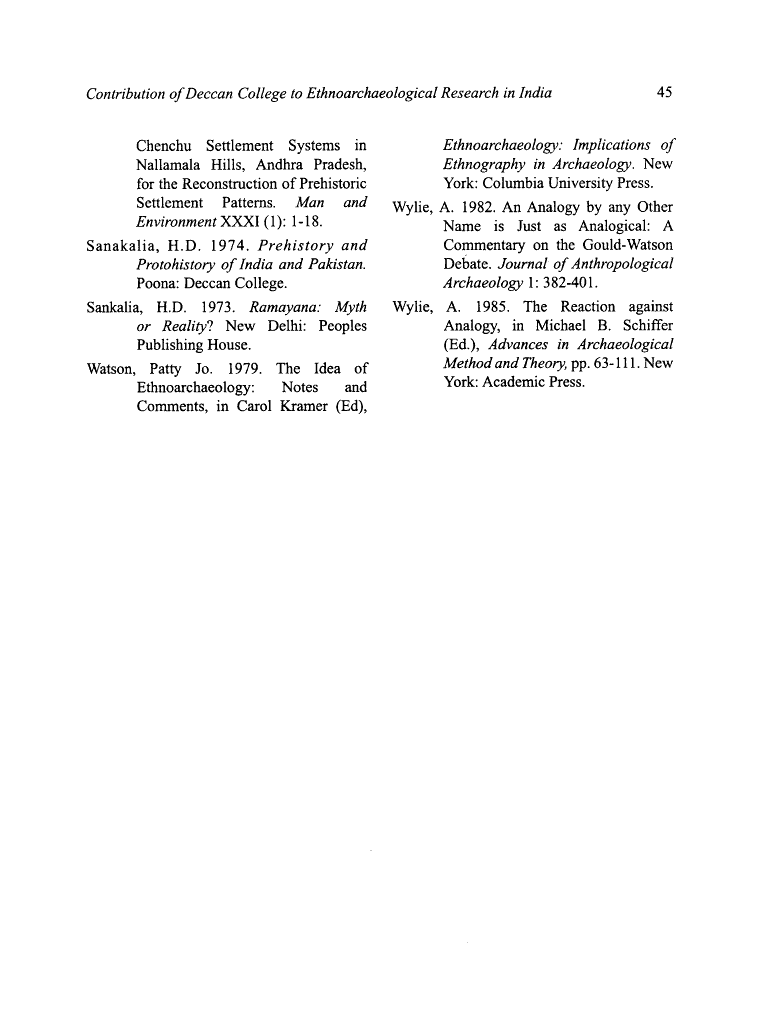 Contribution of Deccan College to Ethnoarchaeological Research in India 45
Chenchu Settlement Systems in
Nallamala Hills, Andhra Pradesh,
for the Reconstruction of Prehistoric
Settlement Patterns. Man and
Environment XXXI (1): 1-18.
Sanakalia, H.D. 1974. Prehistory and
Protohistory of India and Pakistan.
Poona: Deccan College.
Sankalia, H.D. 1973. Ramayana: Myth
or Reality? New Delhi: Peoples
Publishing House.
Watson, Patty Jo. 1979. The Idea of
Ethnoarchaeology: Notes and
Comments, in Carol Kramer (Ed),
Ethnoarchaeology: Implications of
Ethnography in Archaeology. New
York: Columbia University Press.
Wylie, A. 1982. An Analogy by any Other
Name is Just as Analogical: A
Commentary on the Gould-Watson
Debate. Journal of Anthropological
Archaeology 1: 382-401.
Wylie, A. 1985. The Reaction against
Analogy, in Michael B. Schiffer
(Ed.), Advances in Archaeological
Method and Theory, pp. 63-111. New
York: Academic Press.